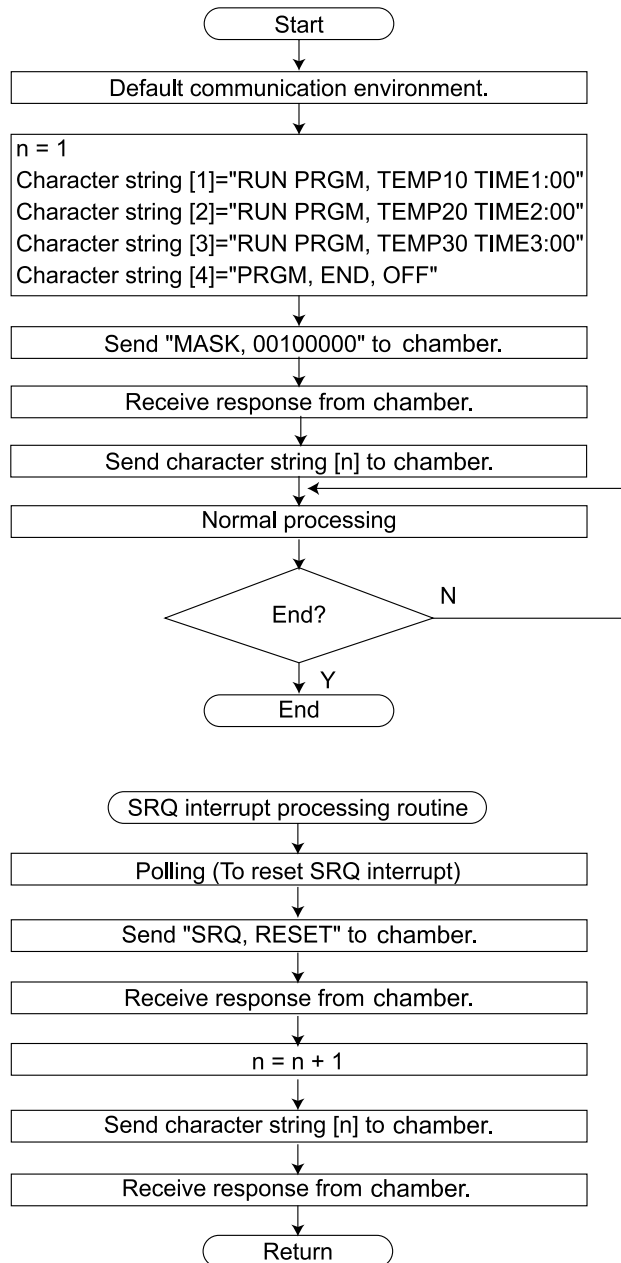 Start
Default communication environment.
n = 1
Character string [1]="RUN PRGM, TEMP10 TIME1:00"
Character string [2]="RUN PRGM, TEMP20 TIME2:00"
Character string [3]="RUN PRGM, TEMP30 TIME3:00"
Character string [4]="PRGM, END, OFF"
Send "MASK, 00100000" to chamber.
Receive response from chamber.
Send character string [n] to chamber.
Normal processing
End?
N
Y
End
SRQ interrupt processing routine
Polling (To reset SRQ interrupt)
Send "SRQ, RESET" to chamber.
Receive response from chamber.
n = n + 1
Send character string [n] to chamber.
Receive response from chamber.
Return